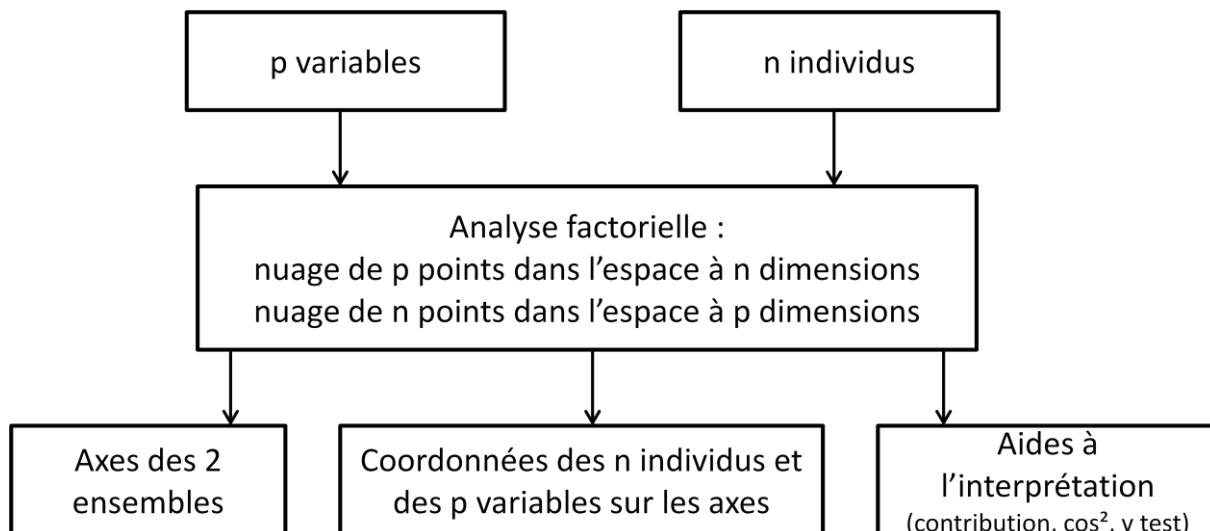 p variables
n individus
Analyse factorielle :
nuage de p points dans l’espace à n dimensions
nuage de n points dans l’espace à p dimensions
Axes des 2
ensembles
Coordonnées des n individus et
des p variables sur les axes
Aides à
l’interprétation
(contribution, cos², v test)